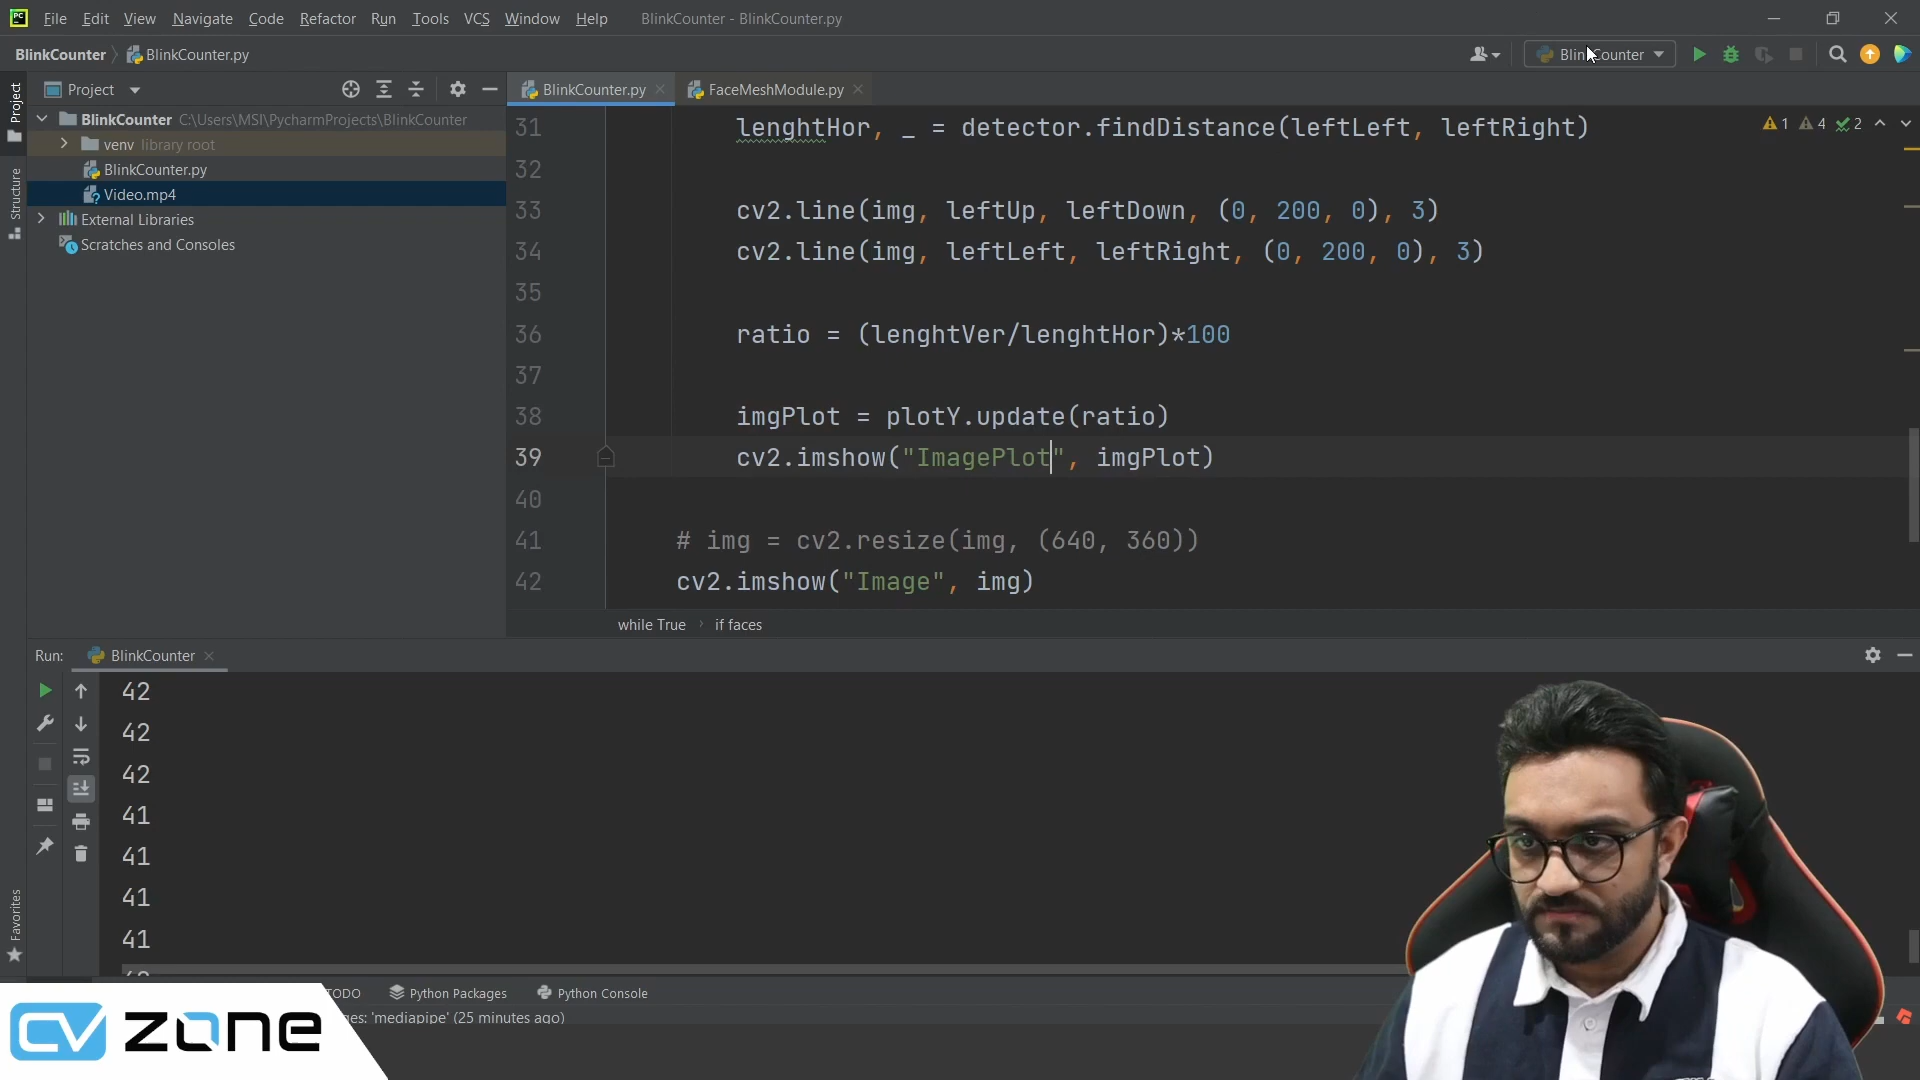 File Edit View Navigate Code Refactor Run Tools VCS Window Help BlinkCounter - BlinkCounter.py
BlinkCounter BlinkCounter.py BlinkCounter
Project BlinkCounter.py FaceMeshModule.py
Project
Structure
Favorites
BlinkCounter C:\Users\MSI\PycharmProjects\BlinkCounter
venv library root
BlinkCounter.py
Video.mp4
External Libraries
Scratches and Consoles
31 lenghtHor, _ = detector.findDistance(leftLeft, leftRight)
32
33 cv2.line(img, leftUp, leftDown, (0, 200, 0), 3)
34 cv2.line(img, leftLeft, leftRight, (0, 200, 0), 3)
35
36 ratio = (lenghtVer/lenghtHor)*100
37
38 imgPlot = plotY.update(ratio)
39 cv2.imshow("ImagePlot", imgPlot)
40
41 # img = cv2.resize(img, (640, 360))
42 cv2.imshow("Image", img)
1 4 2
while True if faces
Run: BlinkCounter
42
42
42
41
41
41
41
TODO Python Packages Python Console
'mediapipe' (25 minutes ago)
CV ZONE